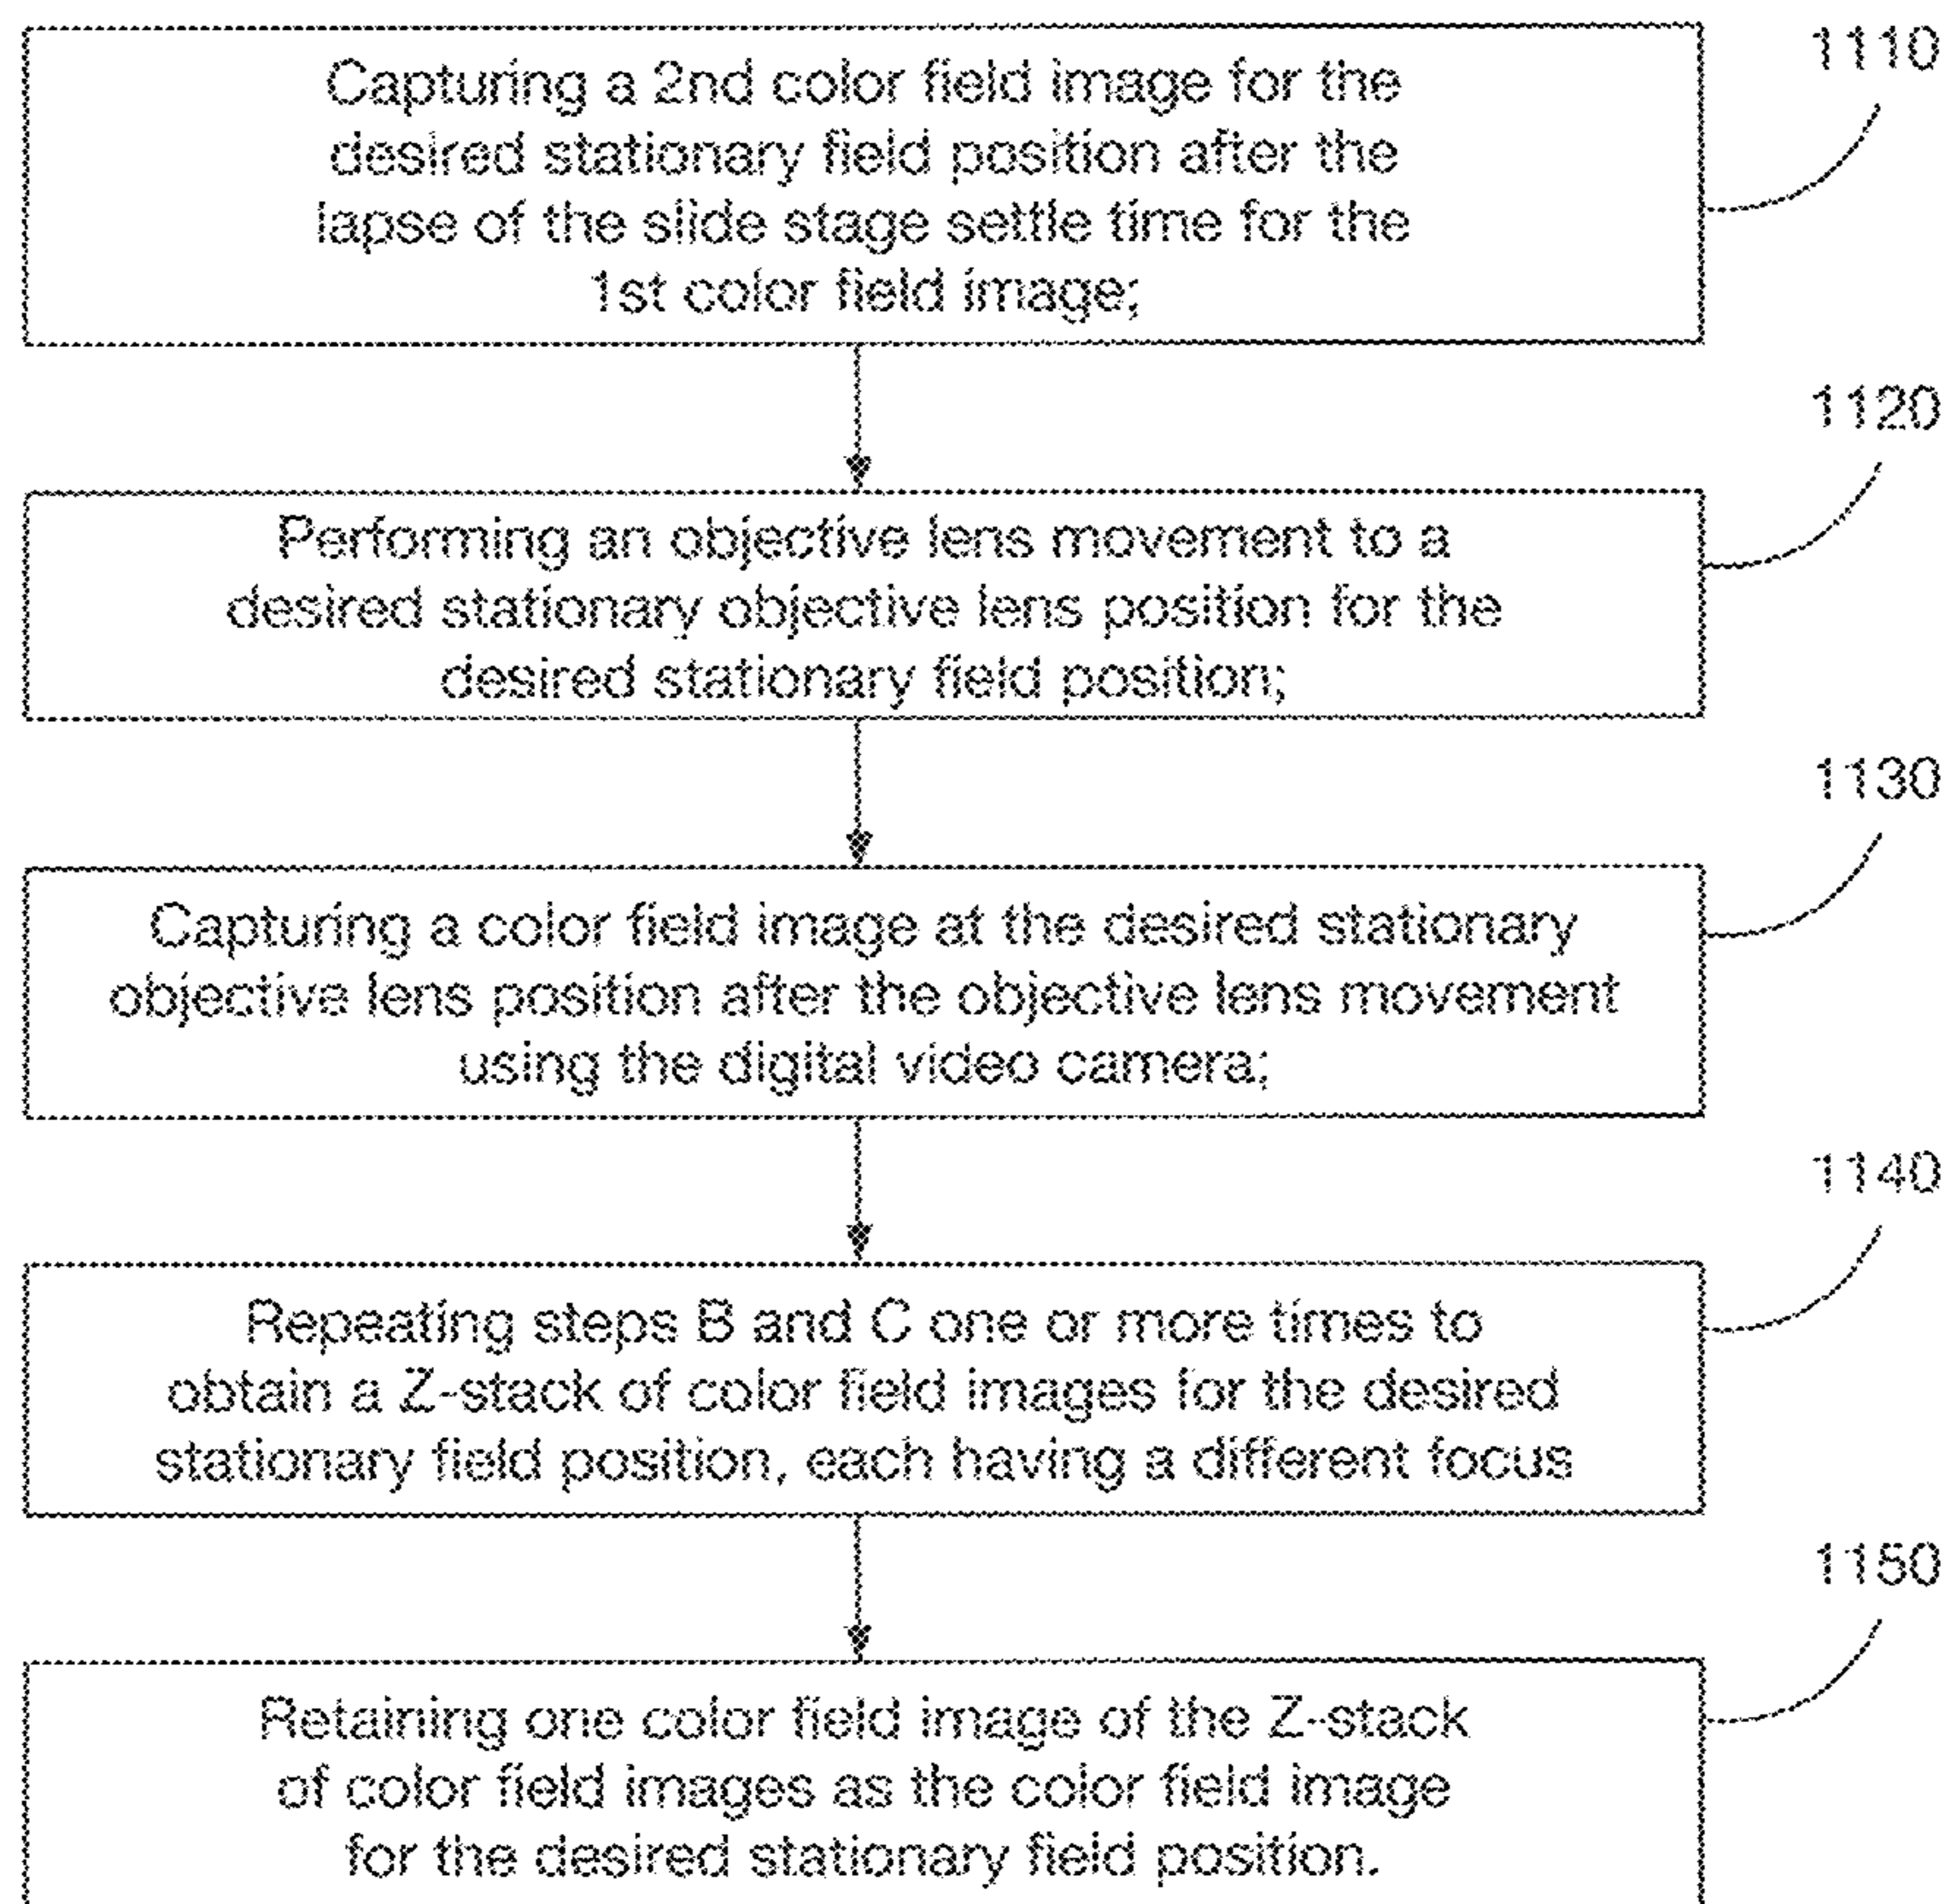 1110
Capturing a 2nd color field image for the
desired stationary field position after the
lapse of the slide stage settle time for the
1st color field image;
1120
Performing an objective lens movement to a
desired stationary objective lens position for the
desired stationary field position;
1130
Capturing a color field image at the desired stationary
objective lens position after the objective lens movement
using the digital video camera;
1140
Repeating steps B and C one or more times to
obtain a Z-stack of color field images for the desired
stationary field position, each having a different focus
1150
Retaining one color field image of the Z-stack
of color field images as the color field image
for the desired stationary field position.